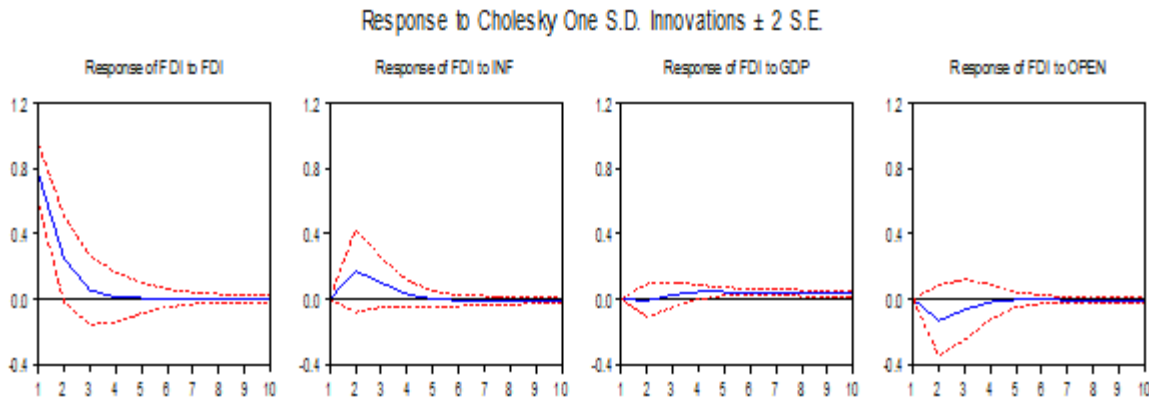 Response to Cholesky One S.D. Innovations ± 2 S.E.
Response of FDI to FDI
Response of FDI to INF
Response of FDI to GDP
Response of FDI to OPEN
1.2
0.8
0.4
0.0
-0.4
1 2 3 4 5 6 7 8 9 10
1.2
0.8
0.4
0.0
-0.4
1 2 3 4 5 6 7 8 9 10
1.2
0.8
0.4
0.0
-0.4
1 2 3 4 5 6 7 8 9 10
1.2
0.8
0.4
0.0
-0.4
1 2 3 4 5 6 7 8 9 10